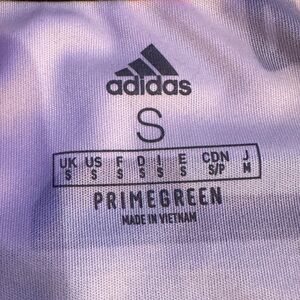 adidas
S
UK US F D I E CDN J
S S S S S S S/P M
PRIMEGREEN
MADE IN VIETNAM